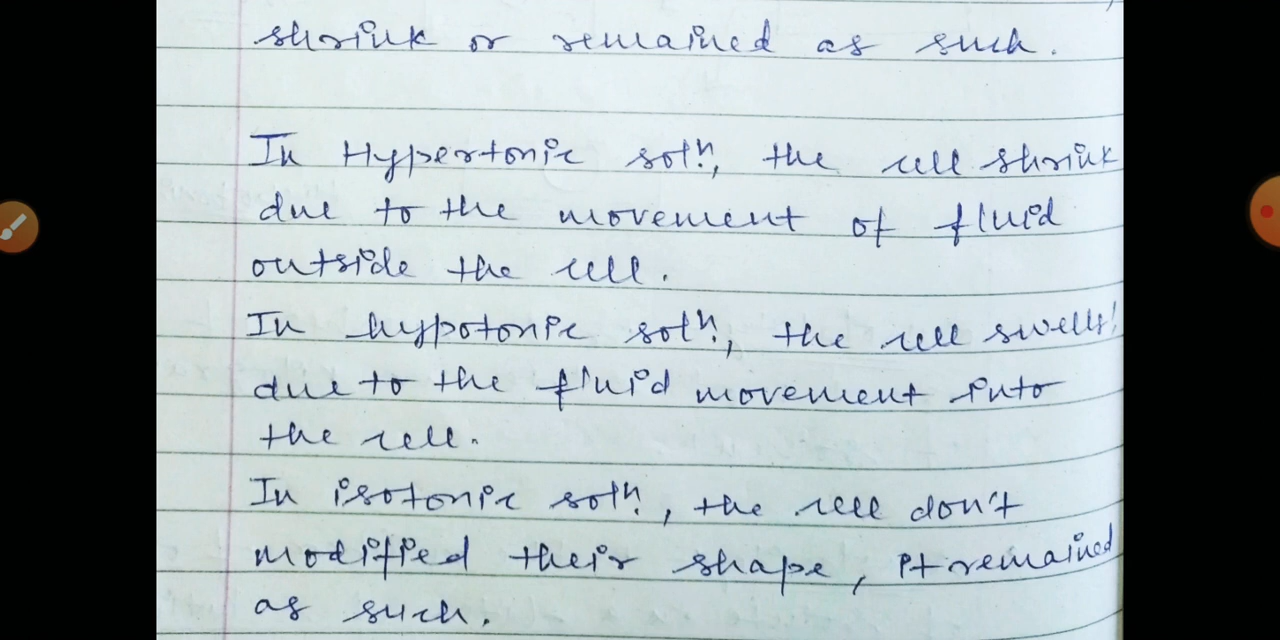 shrink or remained as such.
In Hypertonic solⁿ, the cell shrink
due to the movement of fluid
outside the cell.
In hypotonic solⁿ, the cell swells
due to the fluid movement into
the cell.
In isotonic solⁿ, the cell don't
modified their shape, it remained
as such.